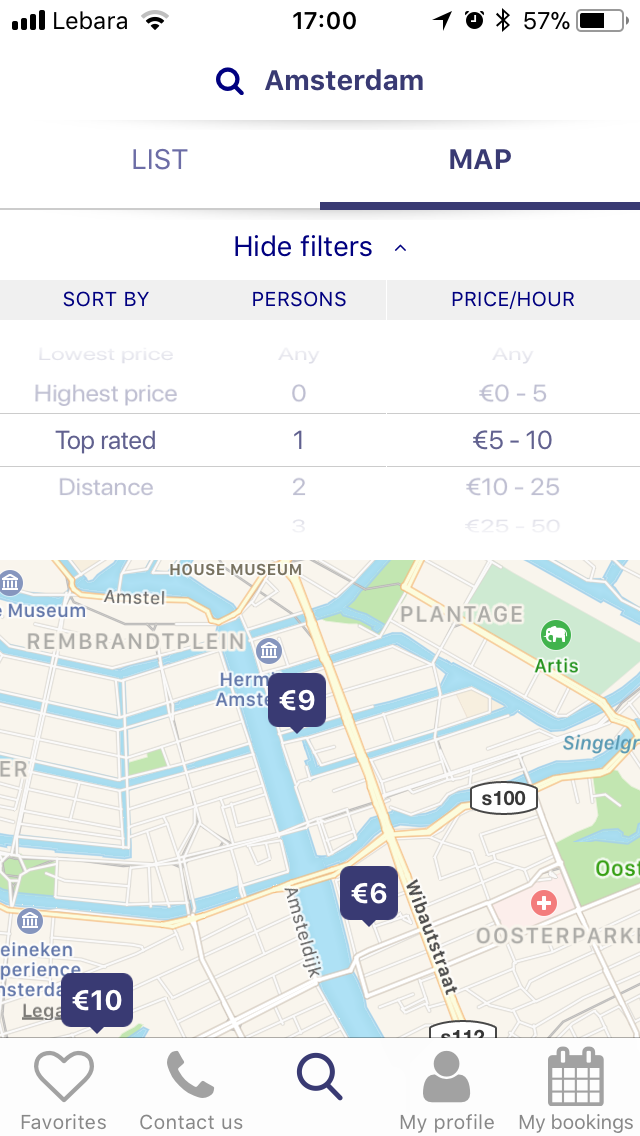 Lebara 17:00 57%
Amsterdam
LIST MAP
Hide filters
SORT BY PERSONS PRICE/HOUR
Lowest price Any Any
Highest price 0 €0 - 5
Top rated 1 €5 - 10
Distance 2 €10 - 25
3 €25 - 50
HOUSE MUSEUM
Amstel
e Museum
PLANTAGE
REMBRANDTPLEIN
Artis
Herm
Amste
€9
Singelgr
ER
s100
Oost
€6
Amsteldijk
Wibautstraat
OOSTERPARK
eineken
xperience
msterda
€10
Lega
s112
Favorites Contact us My profile My bookings